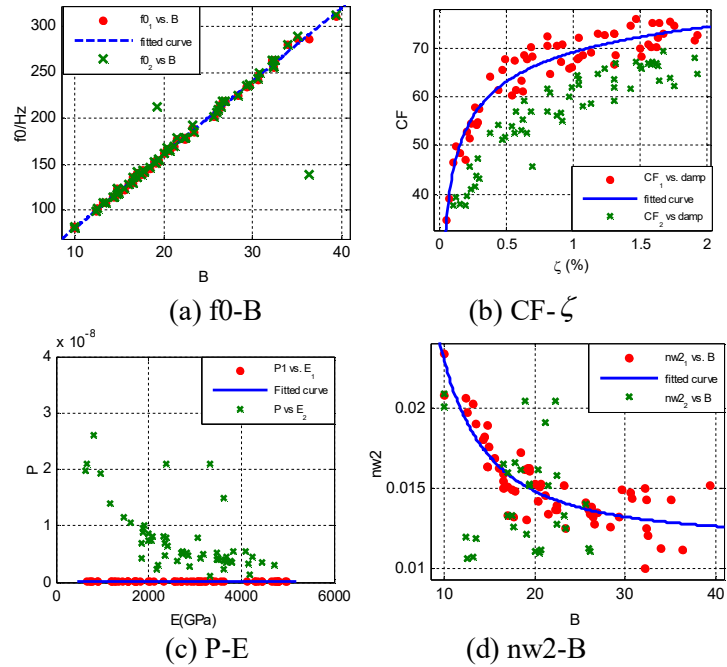 f0₁ vs. B
fitted curve
f0₂ vs B
300
250
200
150
100
f0/Hz
10
20
30
40
B
(a) f0-B
70
60
50
40
CF
CF₁ vs. damp
fitted curve
CF₂ vs damp
0
0.5
1
1.5
2
ζ (%)
(b) CF-ζ
x 10⁻⁸
4
3
2
1
0
P
P1 vs. E₁
Fitted curve
P vs E₂
0
2000
4000
6000
E(GPa)
(c) P-E
nw2₁ vs. B
fitted curve
nw2₂ vs B
0.02
0.015
0.01
nw2
10
20
30
40
B
(d) nw2-B